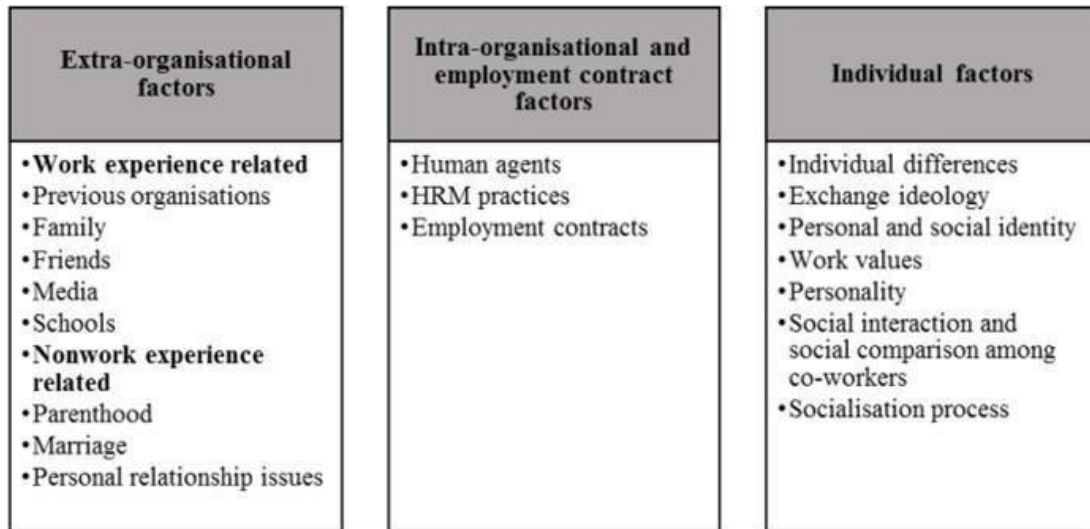 Extra-organisational
factors
•Work experience related
•Previous organisations
•Family
•Friends
•Media
•Schools
•Nonwork experience
related
•Parenthood
•Marriage
•Personal relationship issues
Intra-organisational and
employment contract
factors
•Human agents
•HRM practices
•Employment contracts
Individual factors
•Individual differences
•Exchange ideology
•Personal and social identity
•Work values
•Personality
•Social interaction and
social comparison among
co-workers
•Socialisation process